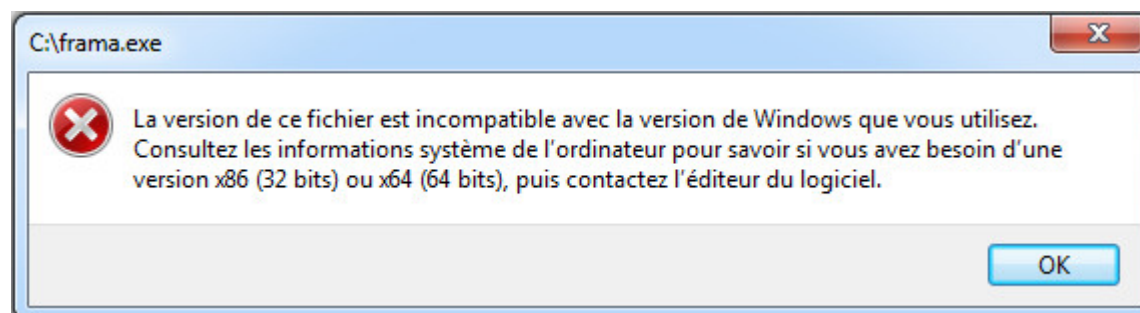 C:\frama.exe
La version de ce fichier est incompatible avec la version de Windows que vous utilisez.
Consultez les informations système de l'ordinateur pour savoir si vous avez besoin d'une
version x86 (32 bits) ou x64 (64 bits), puis contactez l'éditeur du logiciel.
OK